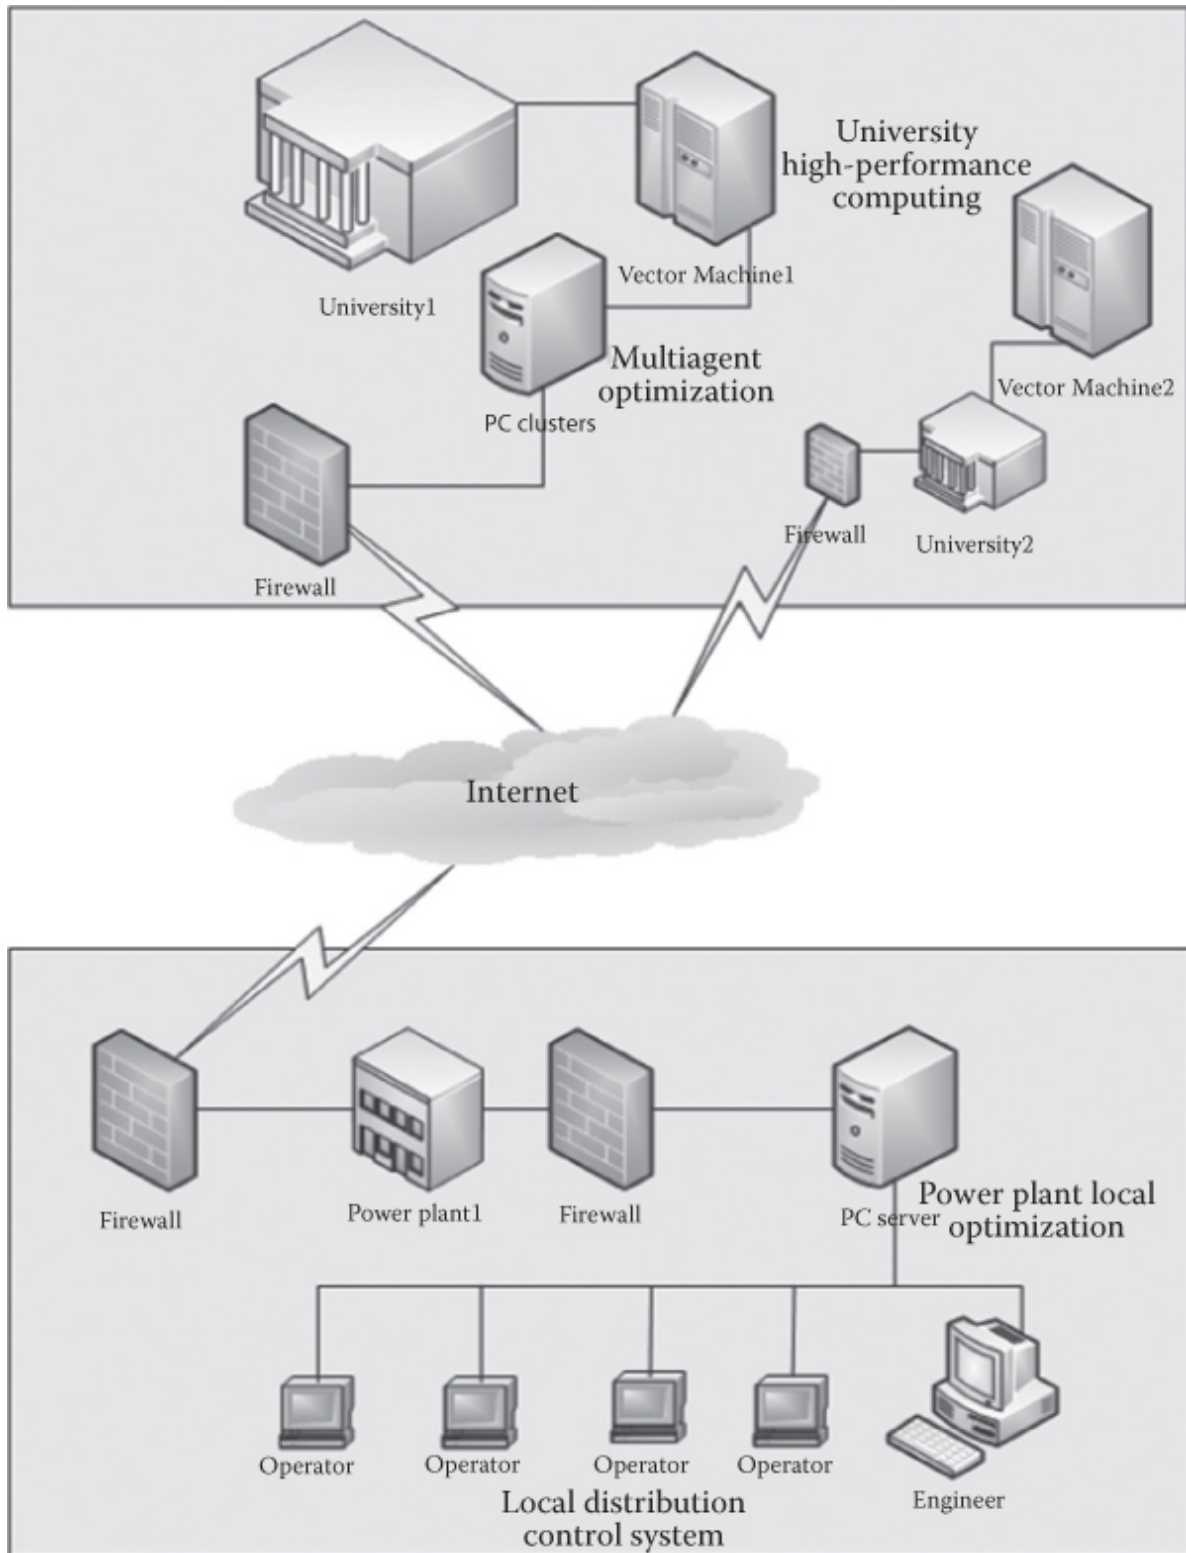 University
high-performance
computing
Vector Machine1
University1
Multiagent
optimization
Vector Machine2
PC clusters
Firewall
University2
Firewall
Internet
Firewall
Power plant1
Firewall
PC server
Power plant local
optimization
Operator
Operator
Operator
Operator
Engineer
Local distribution
control system